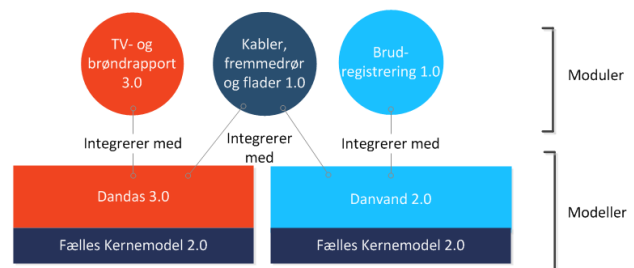 TV- og
brøndrapport
3.0
Kabler,
fremmedrør
og flader 1.0
Brud-
registrering 1.0
Moduler
Integrerer med
Integrerer
med
Integrerer med
Dandas 3.0
Danvand 2.0
Modeller
Fælles Kernemodel 2.0
Fælles Kernemodel 2.0